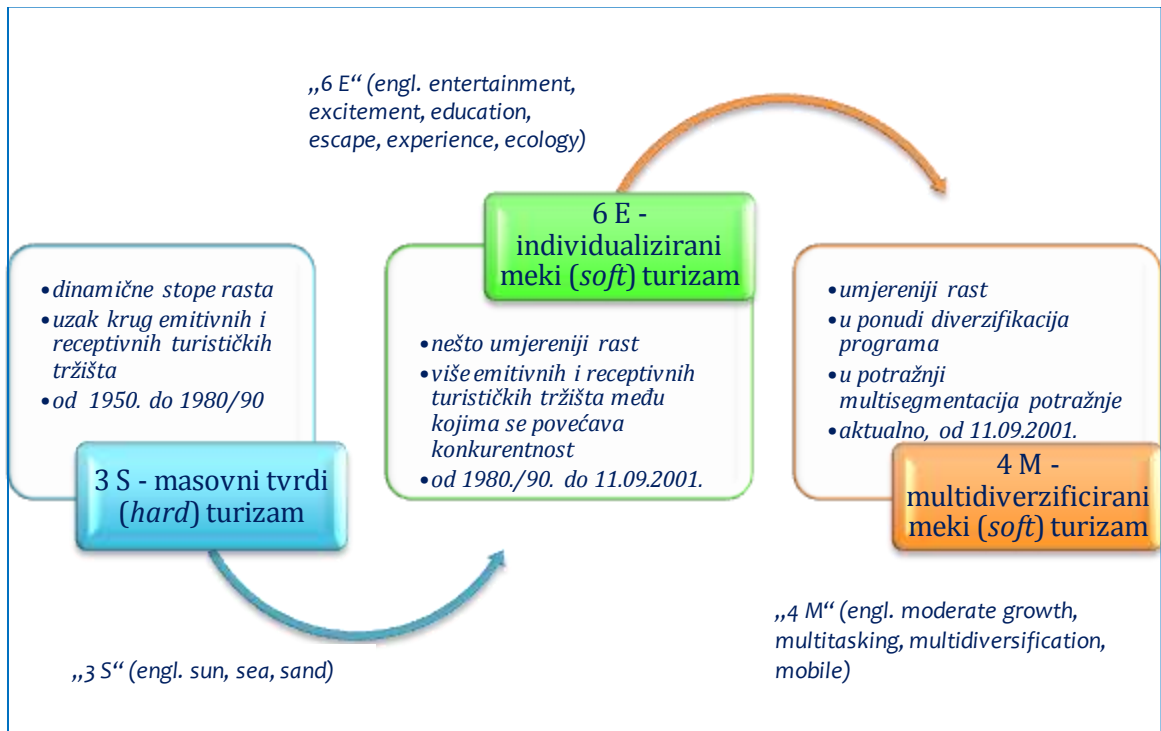 „3 S“ (engl. sun, sea, sand)
• dinamične stope rasta
• uzak krug emitivnih i
receptivnih turističkih
tržišta
• od 1950. do 1980/90
3 S - masovni tvrdi
(hard) turizam
„6 E“ (engl. entertainment,
excitement, education,
escape, experience, ecology)
6 E -
individualizirani
meki (soft) turizam
• nešto umjereniji rast
• više emitivnih i receptivnih
turističkih tržišta među
kojima se povećava
konkurentnost
• od 1980./90. do 11.09.2001.
• umjereniji rast
• u ponudi diverzifikacija
programa
• u potražnji
multisegmentacija potražnje
• aktualno, od 11.09.2001.
4 M -
multidiverzificirani
meki (soft) turizam
„4 M“ (engl. moderate growth,
multitasking, multidiversification,
mobile)